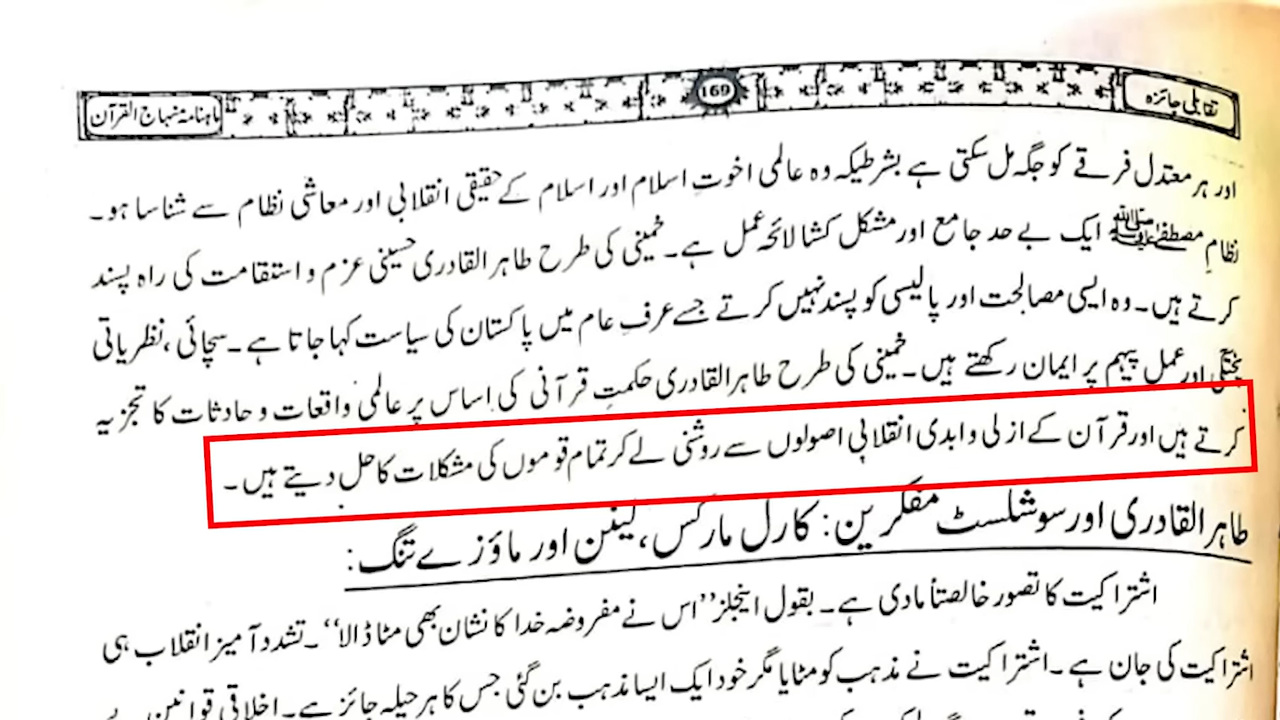 تقابلی جائزہ 169 ماہنامہ منہاج القرآن
اور ہر معتدل فرقے کو جگہ مل سکتی ہے بشرطیکہ وہ عالمی اخوتِ اسلام اور اسلام کے حقیقی انقلابی اور معاشی نظام سے شناسا ہو۔
نظامِ مصطفےٰ ﷺ ایک بے حد جامع اور مشکل کشا لائحہ عمل ہے۔ خمینی کی طرح طاہر القادری حسینی عزم و استقامت کی راہ پسند
کرتے ہیں۔ وہ ایسی مصالحت اور پالیسی کو پسند نہیں کرتے جسے عرفِ عام میں پاکستان کی سیاست کہا جاتا ہے۔ سچائی، نظریاتی
پختگی اور عمل پیہم پر ایمان رکھتے ہیں۔ خمینی کی طرح طاہر القادری حکمتِ قرآنی کی اساس پر عالمی واقعات و حادثات کا تجزیہ
کرتے ہیں اور قرآن کے ازلی و ابدی انقلابی اصولوں سے روشنی لے کر تمام قوموں کی مشکلات کا حل دیتے ہیں۔
طاہر القادری اور سوشلسٹ مفکرین: کارل مارکس، لینن اور ماؤزے تنگ:
اشتراکیت کا تصور خالصتاً مادی ہے۔ بقول اینجلز ’’اس نے مفروضہ خدا کا نشان بھی مٹا ڈالا‘‘۔ تشدد آمیز انقلاب ہی
اشتراکیت کی جان ہے۔ اشتراکیت نے مذہب کو مٹایا مگر خود ایک ایسا مذہب بن گئی جس کا ہر حیلہ جائز ہے۔ اخلاقی قوانین سے